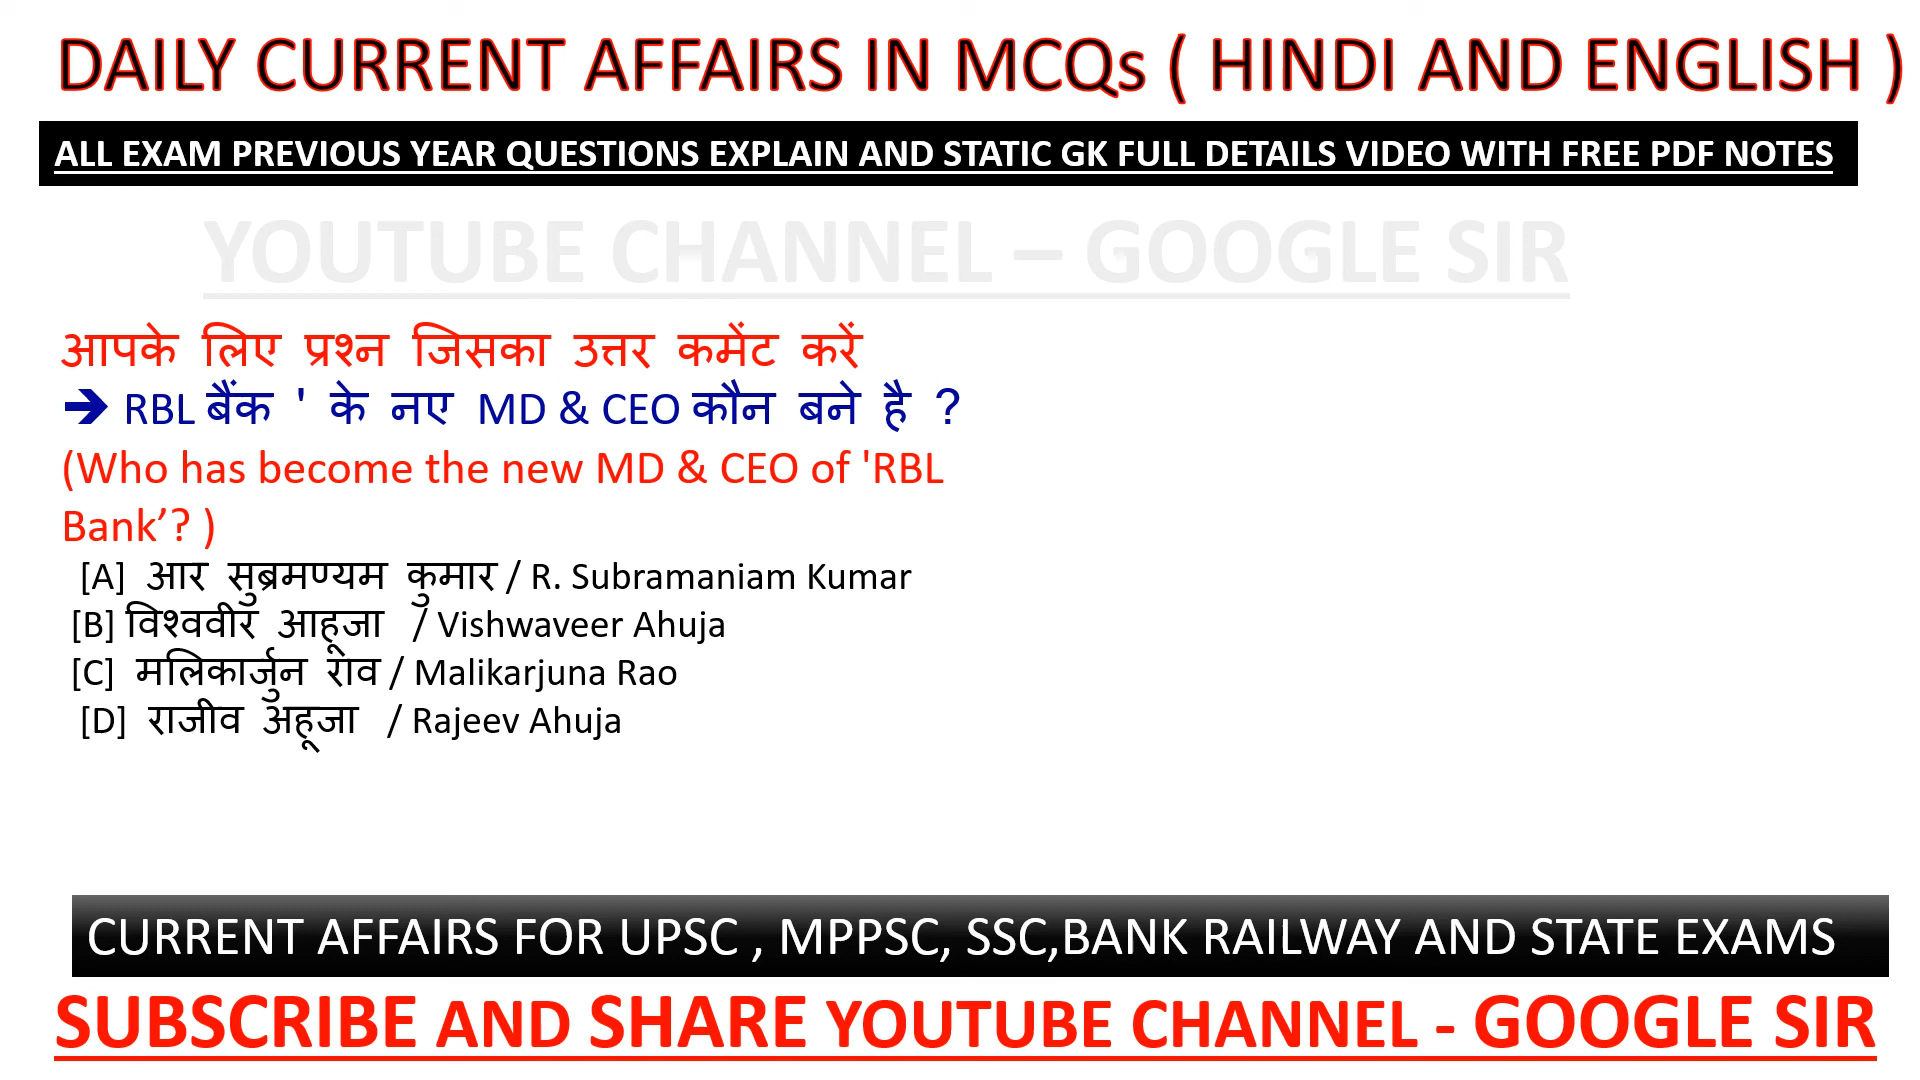 DAILY CURRENT AFFAIRS IN MCQs ( HINDI AND ENGLISH )
ALL EXAM PREVIOUS YEAR QUESTIONS EXPLAIN AND STATIC GK FULL DETAILS VIDEO WITH FREE PDF NOTES
YOUTUBE CHANNEL – GOOGLE SIR
आपके लिए प्रश्न जिसका उत्तर कमेंट करें
➔ RBL बैंक ' के नए MD & CEO कौन बने है ?
(Who has become the new MD & CEO of 'RBL
Bank’? )
[A] आर सुब्रमण्यम कुमार / R. Subramaniam Kumar
[B] विश्ववीर आहूजा / Vishwaveer Ahuja
[C] मलिकार्जुन राव / Malikarjuna Rao
[D] राजीव अहूजा / Rajeev Ahuja
CURRENT AFFAIRS FOR UPSC , MPPSC, SSC,BANK RAILWAY AND STATE EXAMS
SUBSCRIBE AND SHARE YOUTUBE CHANNEL - GOOGLE SIR